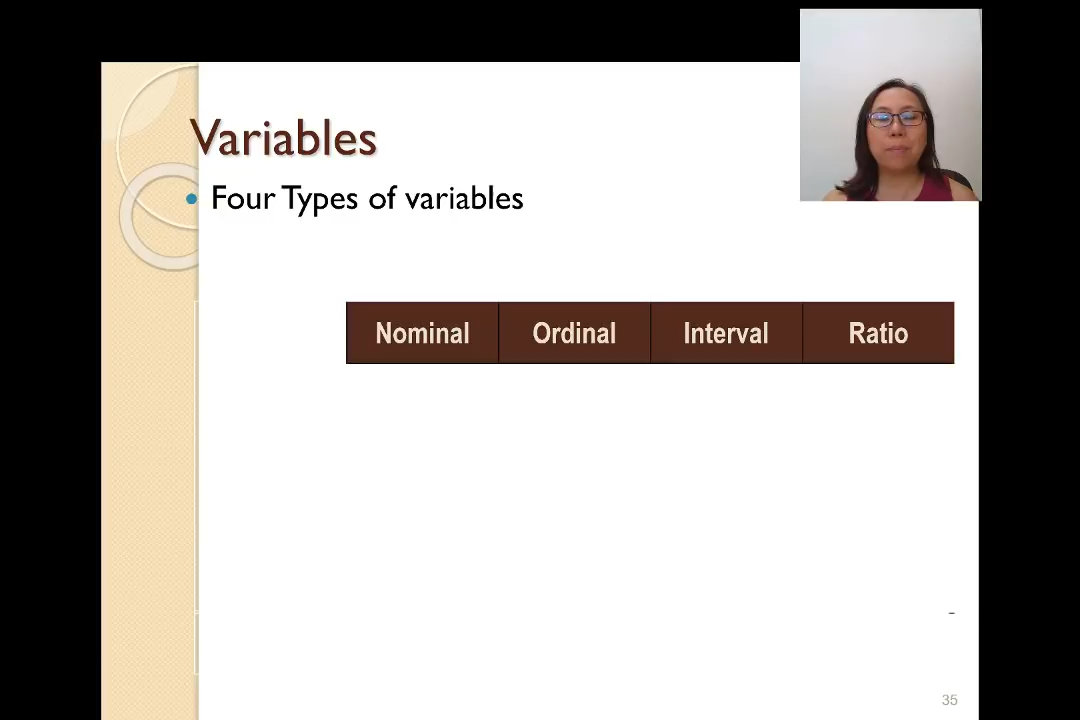 Variables
Four Types of variables
Nominal Ordinal Interval Ratio
35